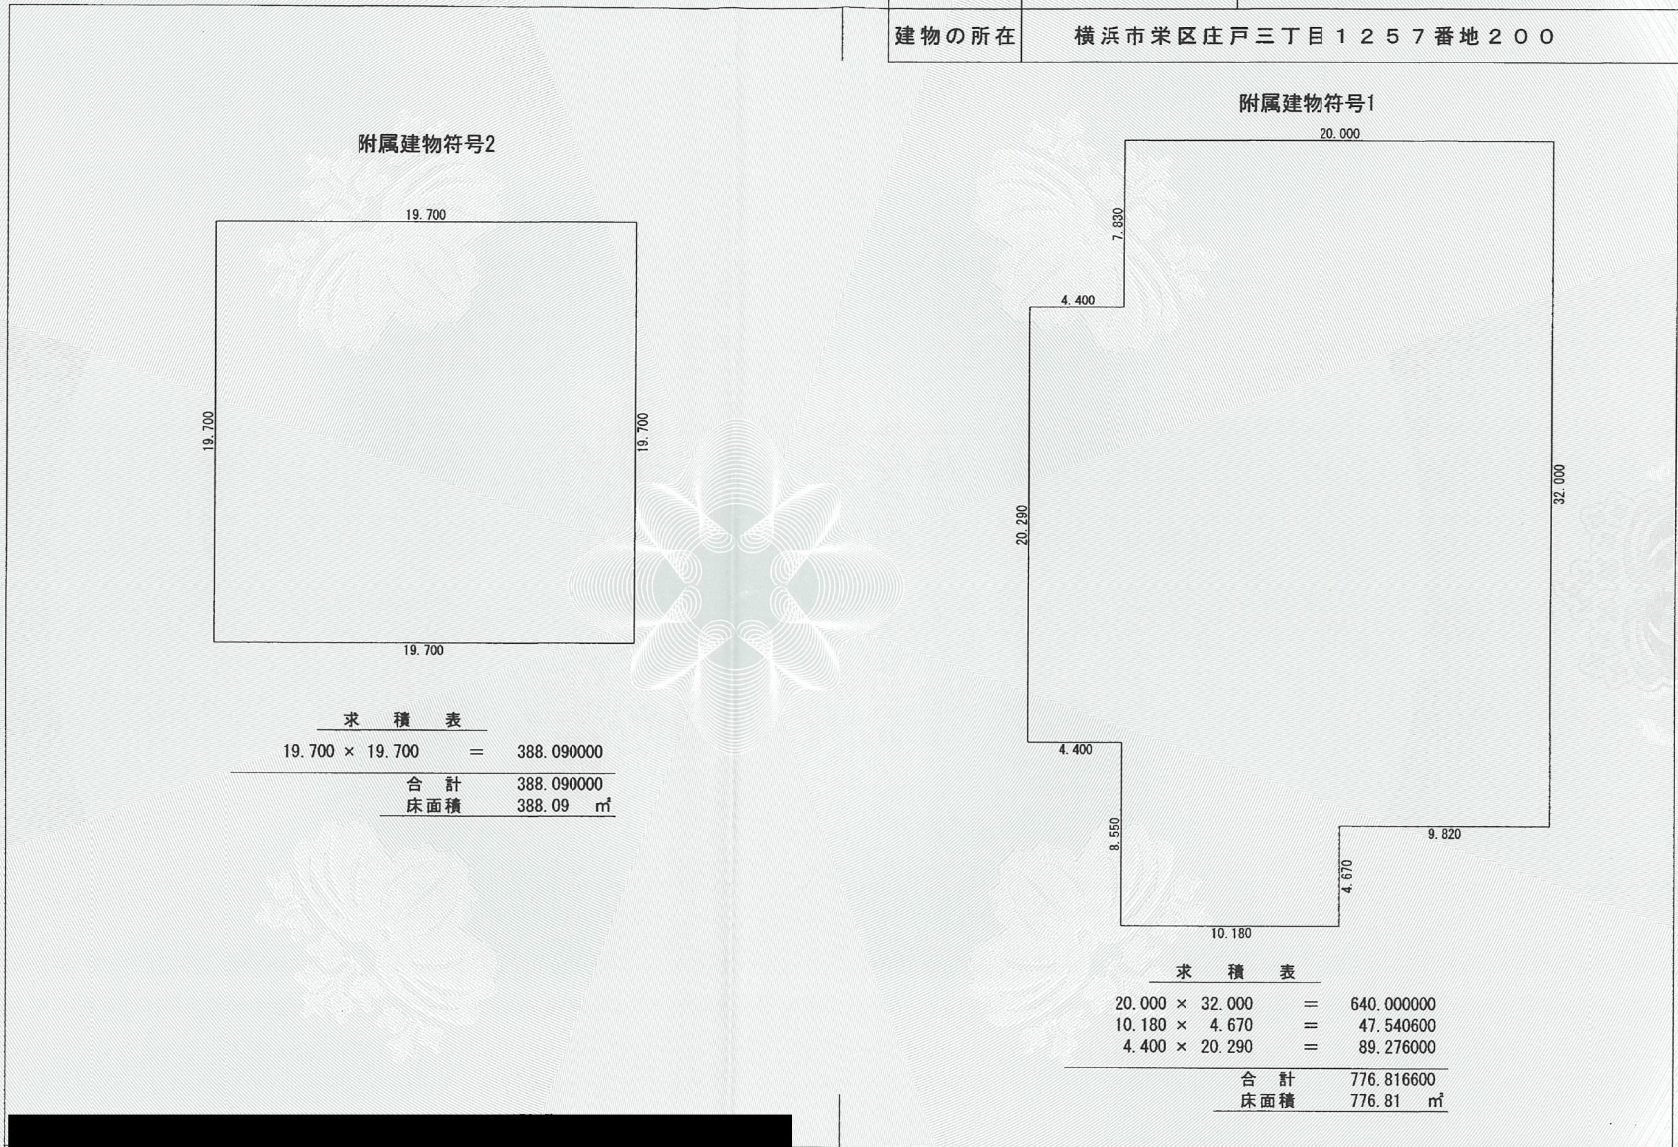 建物の所在 横浜市栄区庄戸三丁目1257番地200
附属建物符号2
19.700
19.700
19.700
19.700
求 積 表
19.700 × 19.700 = 388.090000
合 計 388.090000
床面積 388.09 ㎡
附属建物符号1
20.000
7.830
4.400
20.290
32.000
4.400
8.550
9.820
4.670
10.180
求 積 表
20.000 × 32.000 = 640.000000
10.180 × 4.670 = 47.540600
4.400 × 20.290 = 89.276000
合 計 776.816600
床面積 776.81 ㎡